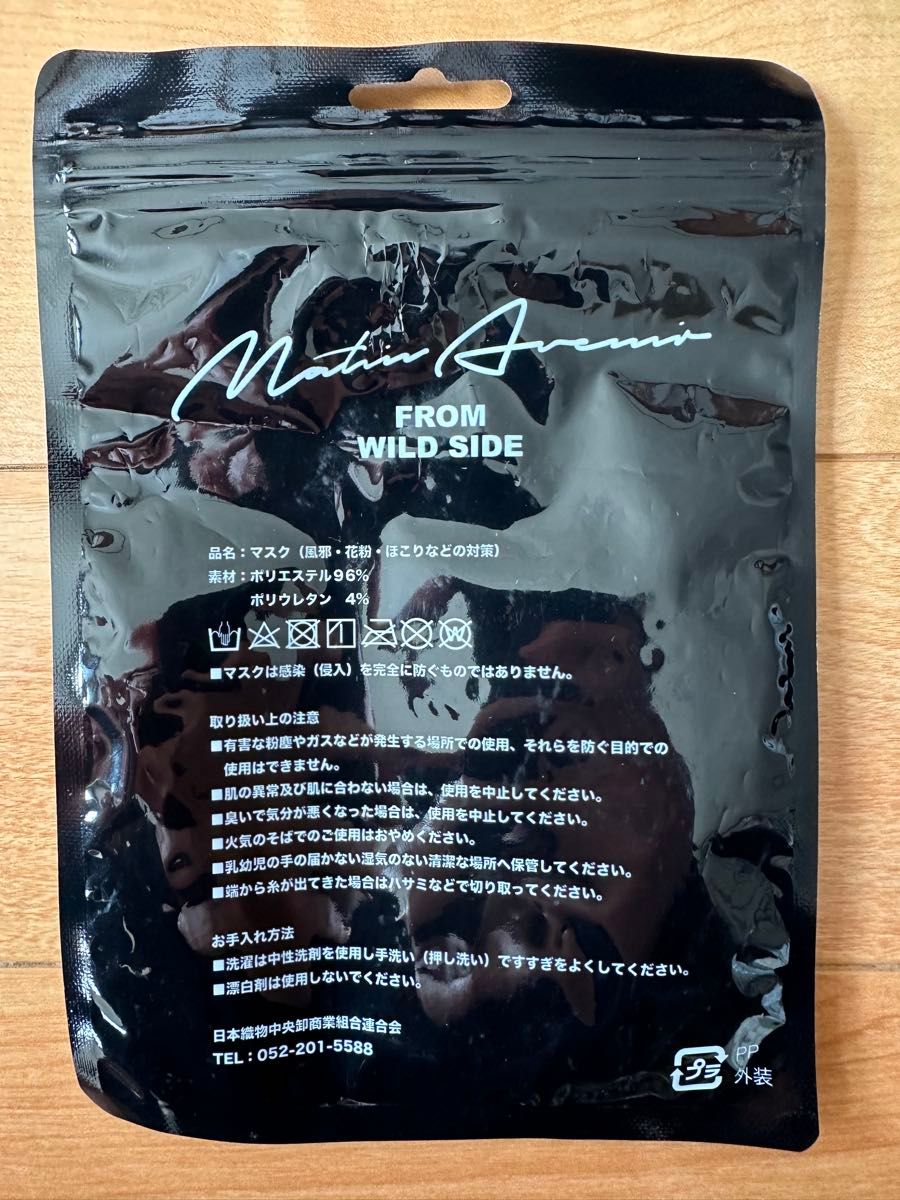 Matin Avenir
FROM
WILD SIDE
品名：マスク（風邪・花粉・ほこりなどの対策）
素材：ポリエステル96%
ポリウレタン 4%
■マスクは感染（侵入）を完全に防ぐものではありません。
取り扱い上の注意
■有害な粉塵やガスなどが発生する場所での使用、それらを防ぐ目的での
使用はできません。
■肌の異常及び肌に合わない場合は、使用を中止してください。
■臭いで気分が悪くなった場合は、使用を中止してください。
■火気のそばでのご使用はおやめください。
■乳幼児の手の届かない湿気のない清潔な場所へ保管してください。
■端から糸が出てきた場合はハサミなどで切り取ってください。
お手入れ方法
■洗濯は中性洗剤を使用し手洗い（押し洗い）ですすぎをよくしてください。
■漂白剤は使用しないでください。
日本織物中央卸商業組合連合会
TEL：052-201-5588
プラ
PP
外装